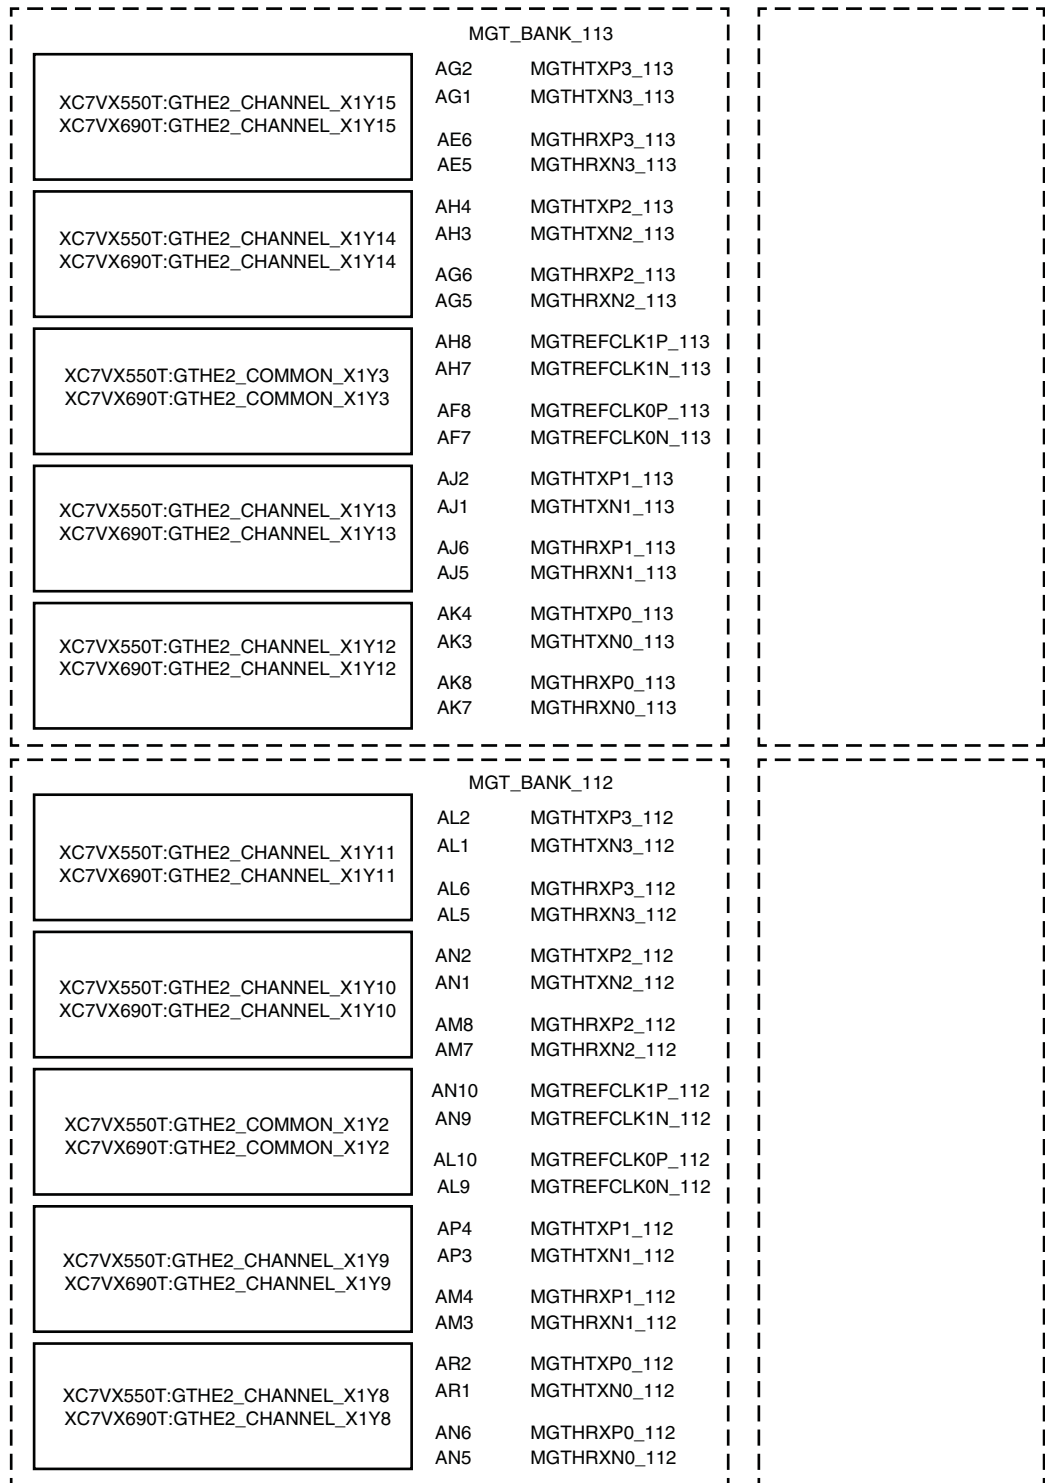 MGT_BANK_113
XC7VX550T:GTHE2_CHANNEL_X1Y15
XC7VX690T:GTHE2_CHANNEL_X1Y15
AG2 MGTHTXP3_113
AG1 MGTHTXN3_113
AE6 MGTHRXP3_113
AE5 MGTHRXN3_113
XC7VX550T:GTHE2_CHANNEL_X1Y14
XC7VX690T:GTHE2_CHANNEL_X1Y14
AH4 MGTHTXP2_113
AH3 MGTHTXN2_113
AG6 MGTHRXP2_113
AG5 MGTHRXN2_113
XC7VX550T:GTHE2_COMMON_X1Y3
XC7VX690T:GTHE2_COMMON_X1Y3
AH8 MGTREFCLK1P_113
AH7 MGTREFCLK1N_113
AF8 MGTREFCLK0P_113
AF7 MGTREFCLK0N_113
XC7VX550T:GTHE2_CHANNEL_X1Y13
XC7VX690T:GTHE2_CHANNEL_X1Y13
AJ2 MGTHTXP1_113
AJ1 MGTHTXN1_113
AJ6 MGTHRXP1_113
AJ5 MGTHRXN1_113
XC7VX550T:GTHE2_CHANNEL_X1Y12
XC7VX690T:GTHE2_CHANNEL_X1Y12
AK4 MGTHTXP0_113
AK3 MGTHTXN0_113
AK8 MGTHRXP0_113
AK7 MGTHRXN0_113
MGT_BANK_112
XC7VX550T:GTHE2_CHANNEL_X1Y11
XC7VX690T:GTHE2_CHANNEL_X1Y11
AL2 MGTHTXP3_112
AL1 MGTHTXN3_112
AL6 MGTHRXP3_112
AL5 MGTHRXN3_112
XC7VX550T:GTHE2_CHANNEL_X1Y10
XC7VX690T:GTHE2_CHANNEL_X1Y10
AN2 MGTHTXP2_112
AN1 MGTHTXN2_112
AM8 MGTHRXP2_112
AM7 MGTHRXN2_112
XC7VX550T:GTHE2_COMMON_X1Y2
XC7VX690T:GTHE2_COMMON_X1Y2
AN10 MGTREFCLK1P_112
AN9 MGTREFCLK1N_112
AL10 MGTREFCLK0P_112
AL9 MGTREFCLK0N_112
XC7VX550T:GTHE2_CHANNEL_X1Y9
XC7VX690T:GTHE2_CHANNEL_X1Y9
AP4 MGTHTXP1_112
AP3 MGTHTXN1_112
AM4 MGTHRXP1_112
AM3 MGTHRXN1_112
XC7VX550T:GTHE2_CHANNEL_X1Y8
XC7VX690T:GTHE2_CHANNEL_X1Y8
AR2 MGTHTXP0_112
AR1 MGTHTXN0_112
AN6 MGTHRXP0_112
AN5 MGTHRXN0_112